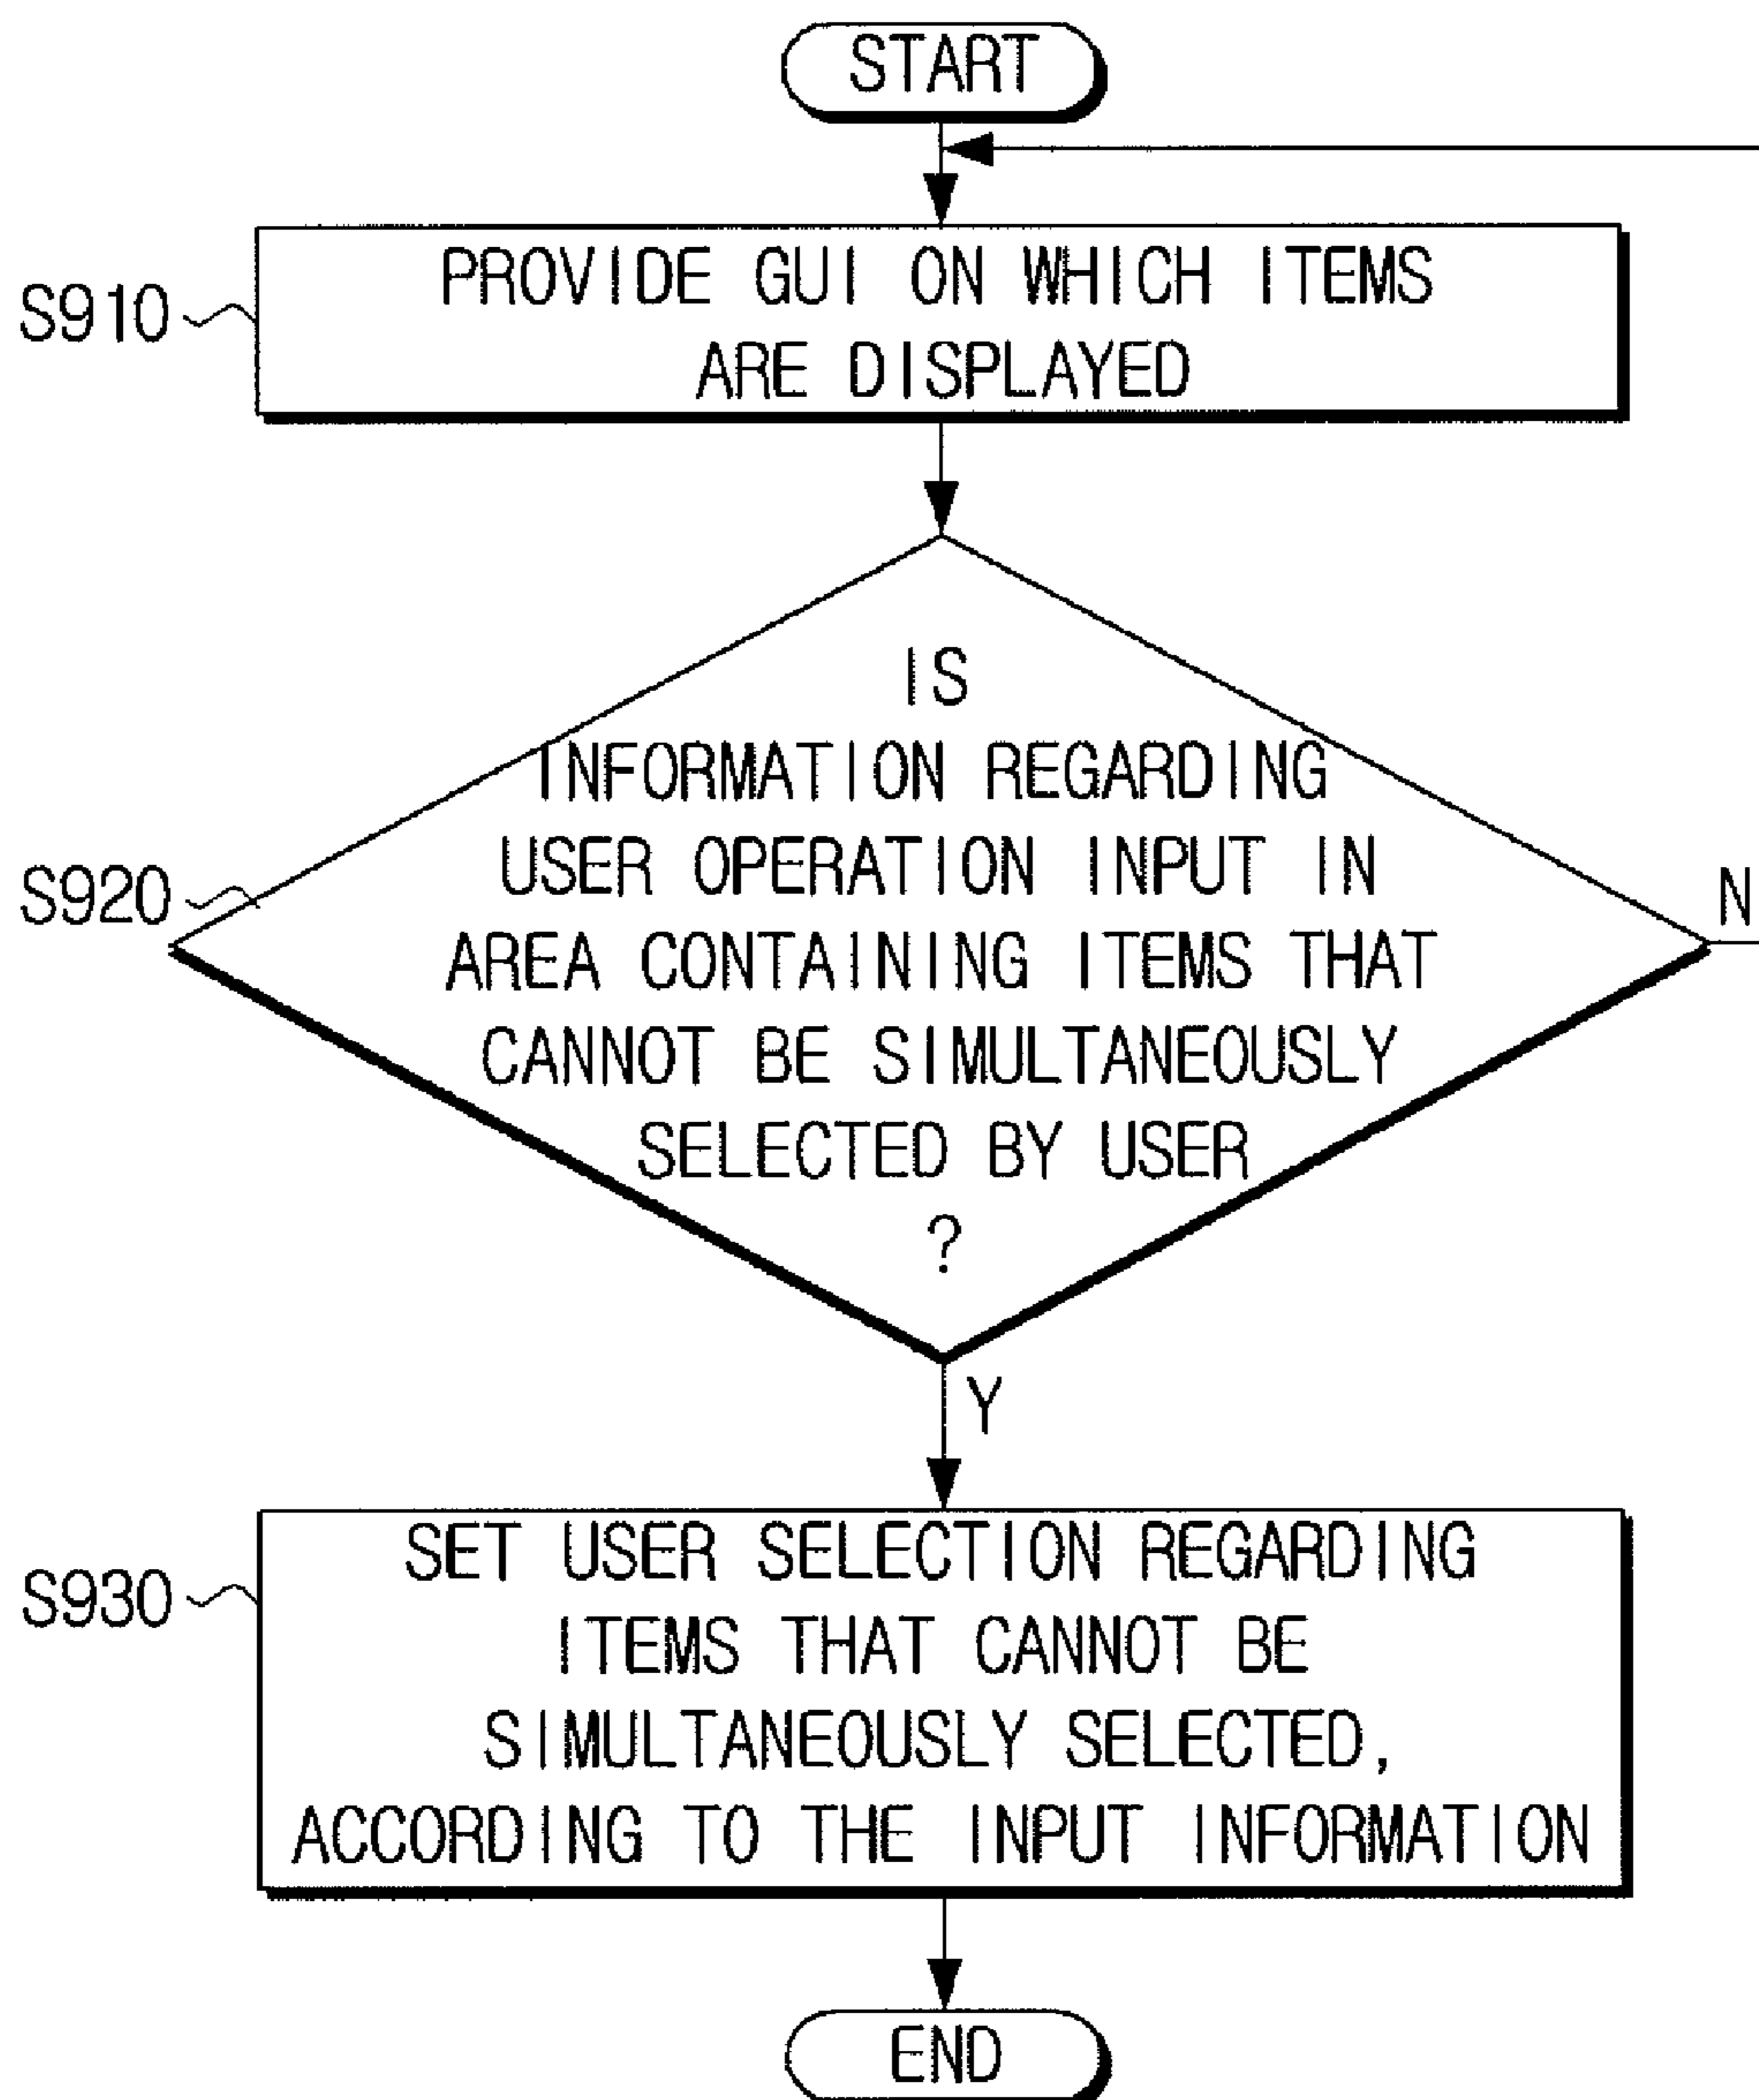 START
PROVIDE GUI ON WHICH ITEMS
ARE DISPLAYED
S910
IS
INFORMATION REGARDING
USER OPERATION INPUT IN
AREA CONTAINING ITEMS THAT
CANNOT BE SIMULTANEOUSLY
SELECTED BY USER
?
S920
N
Y
SET USER SELECTION REGARDING
ITEMS THAT CANNOT BE
SIMULTANEOUSLY SELECTED,
ACCORDING TO THE INPUT INFORMATION
S930
END